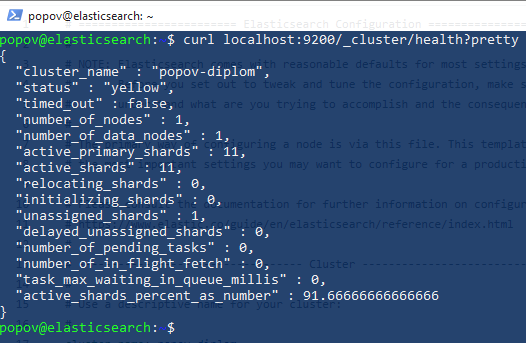 popov@elasticsearch: ~
popov@elasticsearch:~$ curl localhost:9200/_cluster/health?pretty
{
  "cluster_name" : "popov-diplom",
  "status" : "yellow",
  "timed_out" : false,
  "number_of_nodes" : 1,
  "number_of_data_nodes" : 1,
  "active_primary_shards" : 11,
  "active_shards" : 11,
  "relocating_shards" : 0,
  "initializing_shards" : 0,
  "unassigned_shards" : 1,
  "delayed_unassigned_shards" : 0,
  "number_of_pending_tasks" : 0,
  "number_of_in_flight_fetch" : 0,
  "task_max_waiting_in_queue_millis" : 0,
  "active_shards_percent_as_number" : 91.66666666666666
}
popov@elasticsearch:~$